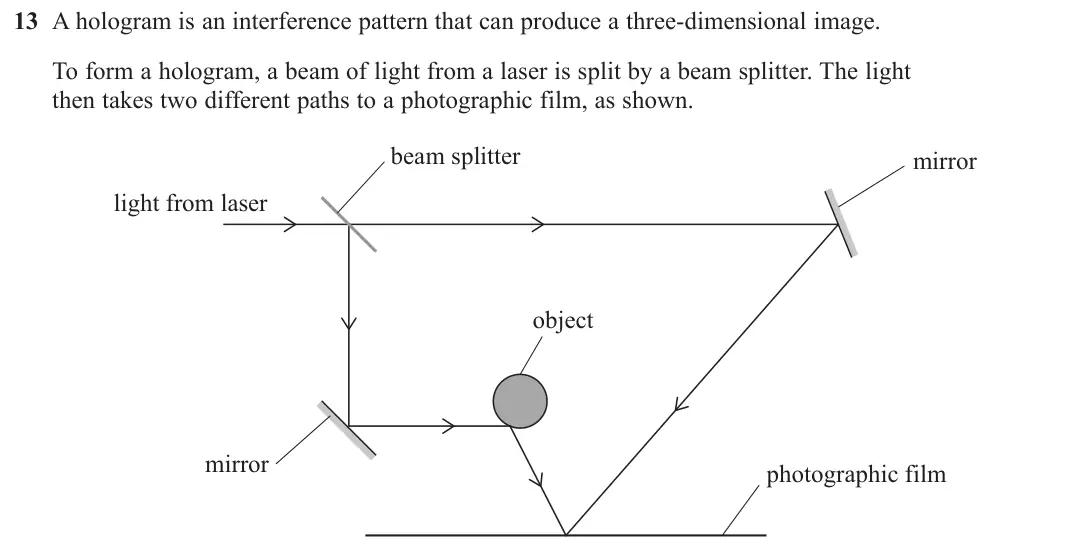 13 A hologram is an interference pattern that can produce a three-dimensional image.
To form a hologram, a beam of light from a laser is split by a beam splitter. The light
then takes two different paths to a photographic film, as shown.
beam splitter
mirror
light from laser
object
mirror
photographic film